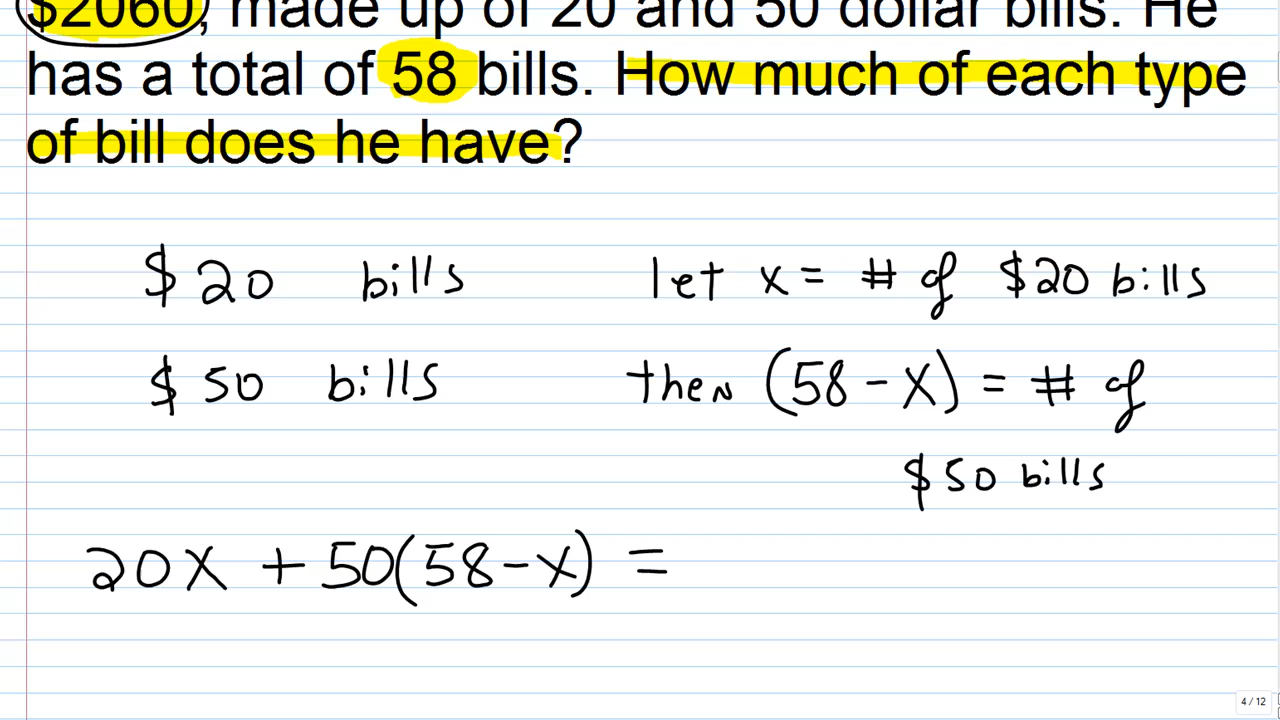 $2060, made up of 20 and 50 dollar bills. He
has a total of 58 bills. How much of each type
of bill does he have?
$20 bills let x = # of $20 bills
$50 bills then (58 - x) = # of
$50 bills
20x + 50(58 - x) =
4 / 12